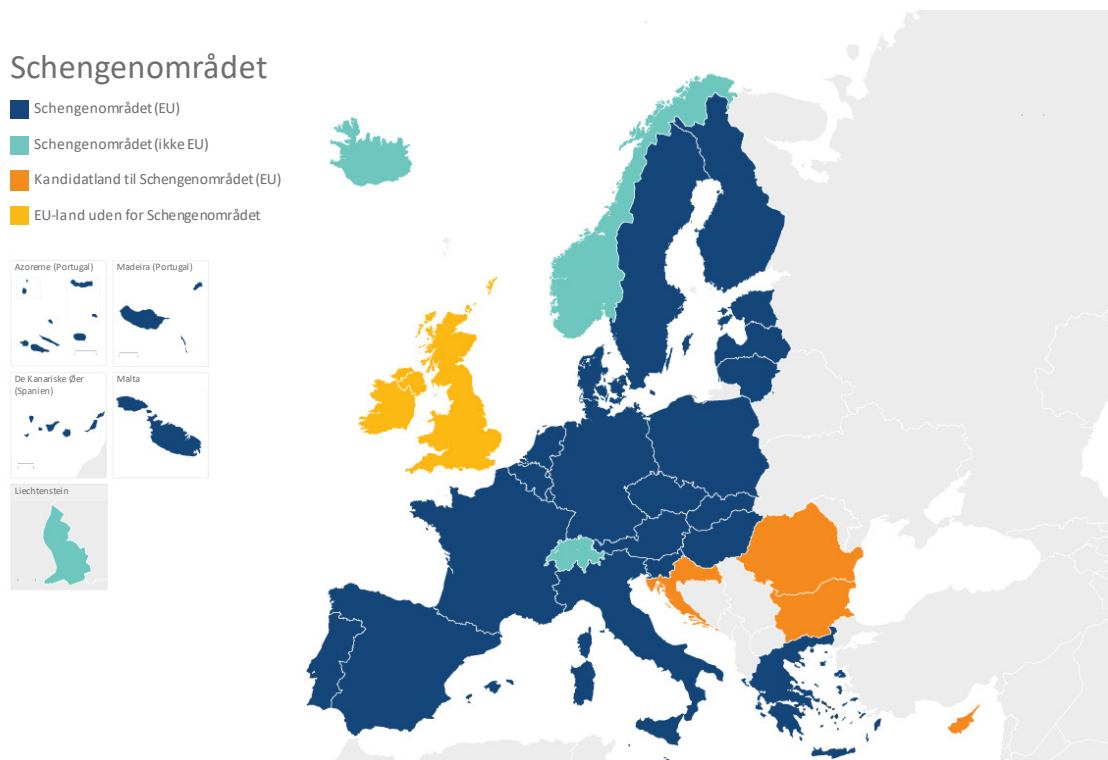 Schengenområdet
Schengenområdet (EU)
Schengenområdet (ikke EU)
Kandidatland til Schengenområdet (EU)
EU-land uden for Schengenområdet
Azorerne (Portugal)
Madeira (Portugal)
De Kanariske Øer
(Spanien)
Malta
Liechtenstein